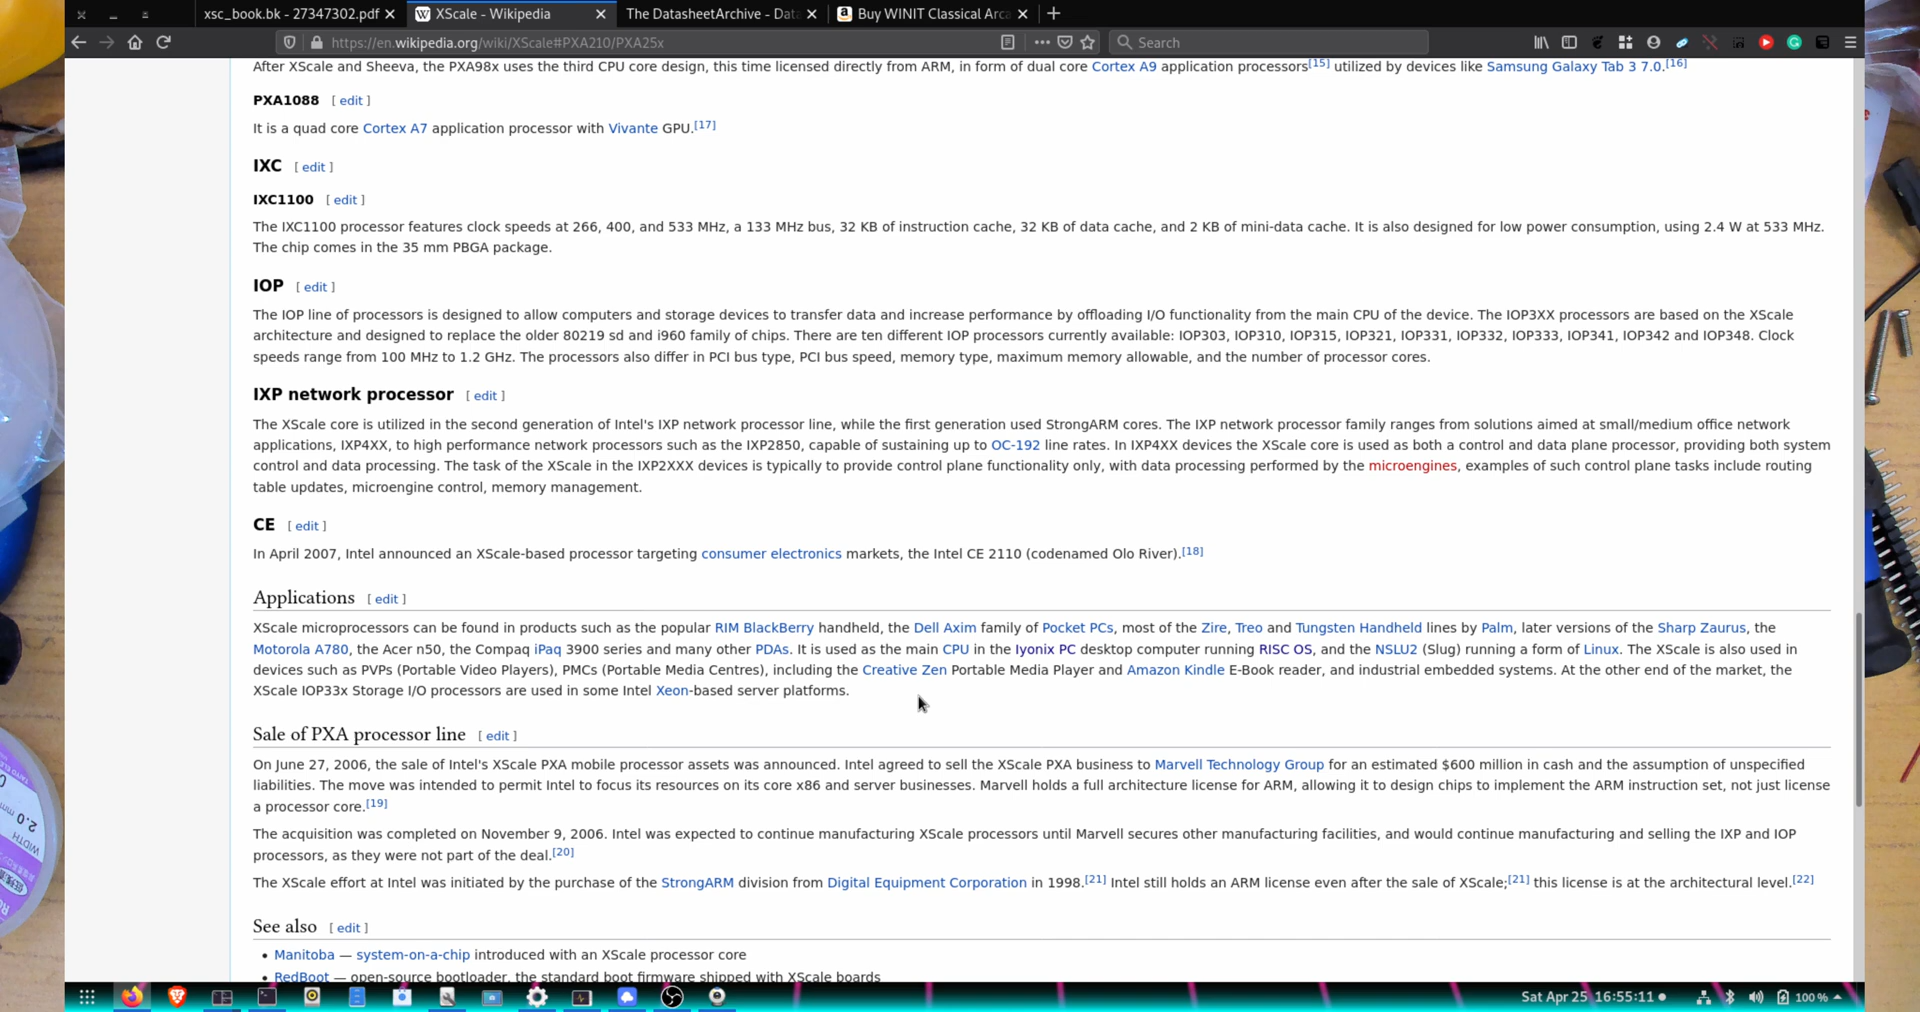 xsc_book.bk - 27347302.pdf
XScale - Wikipedia
The DatasheetArchive - Data
Buy WINIT Classical Arca
https://en.wikipedia.org/wiki/XScale#PXA210/PXA25x
Search
After XScale and Sheeva, the PXA98x uses the third CPU core design, this time licensed directly from ARM, in form of dual core Cortex A9 application processors[15] utilized by devices like Samsung Galaxy Tab 3 7.0.[16]
PXA1088 [ edit ]
It is a quad core Cortex A7 application processor with Vivante GPU.[17]
IXC [ edit ]
IXC1100 [ edit ]
The IXC1100 processor features clock speeds at 266, 400, and 533 MHz, a 133 MHz bus, 32 KB of instruction cache, 32 KB of data cache, and 2 KB of mini-data cache. It is also designed for low power consumption, using 2.4 W at 533 MHz.
The chip comes in the 35 mm PBGA package.
IOP [ edit ]
The IOP line of processors is designed to allow computers and storage devices to transfer data and increase performance by offloading I/O functionality from the main CPU of the device. The IOP3XX processors are based on the XScale
architecture and designed to replace the older 80219 sd and i960 family of chips. There are ten different IOP processors currently available: IOP303, IOP310, IOP315, IOP321, IOP331, IOP332, IOP333, IOP341, IOP342 and IOP348. Clock
speeds range from 100 MHz to 1.2 GHz. The processors also differ in PCI bus type, PCI bus speed, memory type, maximum memory allowable, and the number of processor cores.
IXP network processor [ edit ]
The XScale core is utilized in the second generation of Intel's IXP network processor line, while the first generation used StrongARM cores. The IXP network processor family ranges from solutions aimed at small/medium office network
applications, IXP4XX, to high performance network processors such as the IXP2850, capable of sustaining up to OC-192 line rates. In IXP4XX devices the XScale core is used as both a control and data plane processor, providing both system
control and data processing. The task of the XScale in the IXP2XXX devices is typically to provide control plane functionality only, with data processing performed by the microengines, examples of such control plane tasks include routing
table updates, microengine control, memory management.
CE [ edit ]
In April 2007, Intel announced an XScale-based processor targeting consumer electronics markets, the Intel CE 2110 (codenamed Olo River).[18]
Applications [ edit ]
XScale microprocessors can be found in products such as the popular RIM BlackBerry handheld, the Dell Axim family of Pocket PCs, most of the Zire, Treo and Tungsten Handheld lines by Palm, later versions of the Sharp Zaurus, the
Motorola A780, the Acer n50, the Compaq iPaq 3900 series and many other PDAs. It is used as the main CPU in the Iyonix PC desktop computer running RISC OS, and the NSLU2 (Slug) running a form of Linux. The XScale is also used in
devices such as PVPs (Portable Video Players), PMCs (Portable Media Centres), including the Creative Zen Portable Media Player and Amazon Kindle E-Book reader, and industrial embedded systems. At the other end of the market, the
XScale IOP33x Storage I/O processors are used in some Intel Xeon-based server platforms.
Sale of PXA processor line [ edit ]
On June 27, 2006, the sale of Intel's XScale PXA mobile processor assets was announced. Intel agreed to sell the XScale PXA business to Marvell Technology Group for an estimated $600 million in cash and the assumption of unspecified
liabilities. The move was intended to permit Intel to focus its resources on its core x86 and server businesses. Marvell holds a full architecture license for ARM, allowing it to design chips to implement the ARM instruction set, not just license
a processor core.[19]
The acquisition was completed on November 9, 2006. Intel was expected to continue manufacturing XScale processors until Marvell secures other manufacturing facilities, and would continue manufacturing and selling the IXP and IOP
processors, as they were not part of the deal.[20]
The XScale effort at Intel was initiated by the purchase of the StrongARM division from Digital Equipment Corporation in 1998.[21] Intel still holds an ARM license even after the sale of XScale;[21] this license is at the architectural level.[22]
See also [ edit ]
• Manitoba — system-on-a-chip introduced with an XScale processor core
• RedBoot — open-source bootloader, the standard boot firmware shipped with XScale boards
Sat Apr 25 16:55:11
100 %
2.0 mm
WIDTH